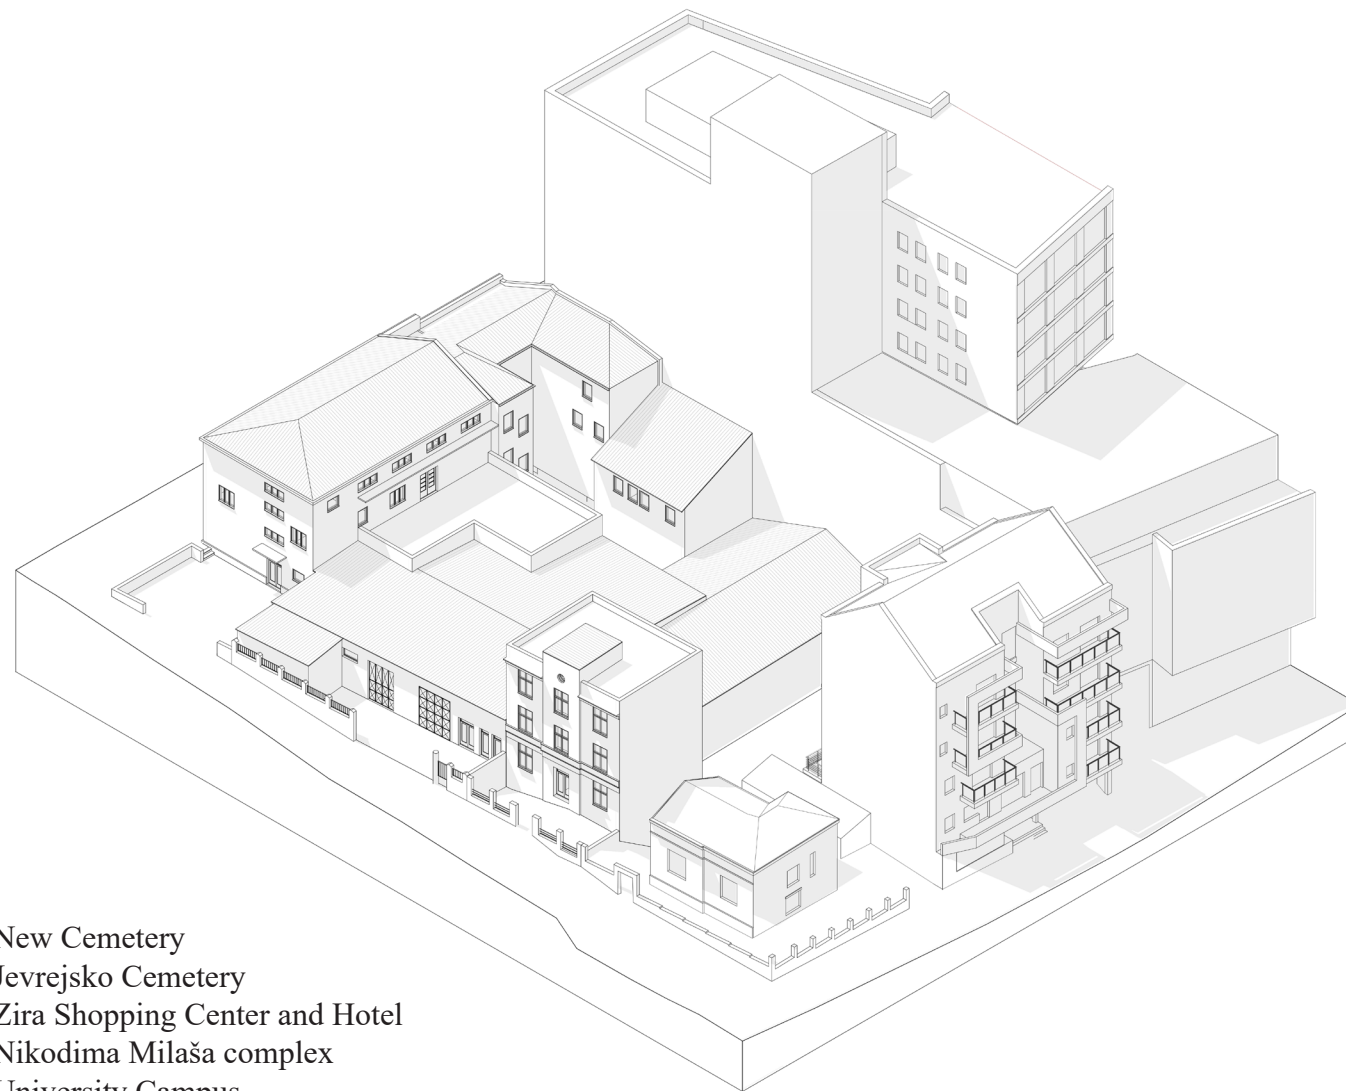 New Cemetery
Jevrejsko Cemetery
Zira Shopping Center and Hotel
Nikodima Milaša complex
University Campus